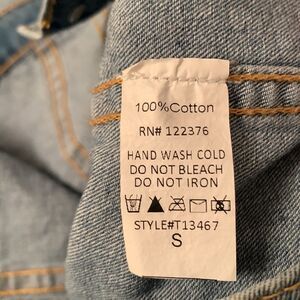 100%Cotton
RN# 122376
HAND WASH COLD
DO NOT BLEACH
DO NOT IRON
STYLE#T13467
S